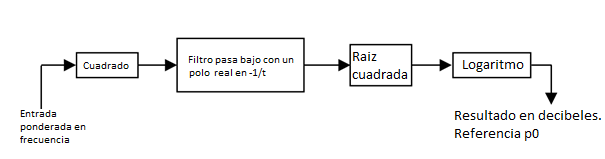 Entrada
ponderada en
frecuencia
Cuadrado
Filtro pasa bajo con un
polo real en -1/t
Raiz
cuadrada
Logaritmo
Resultado en decibeles.
Referencia p0